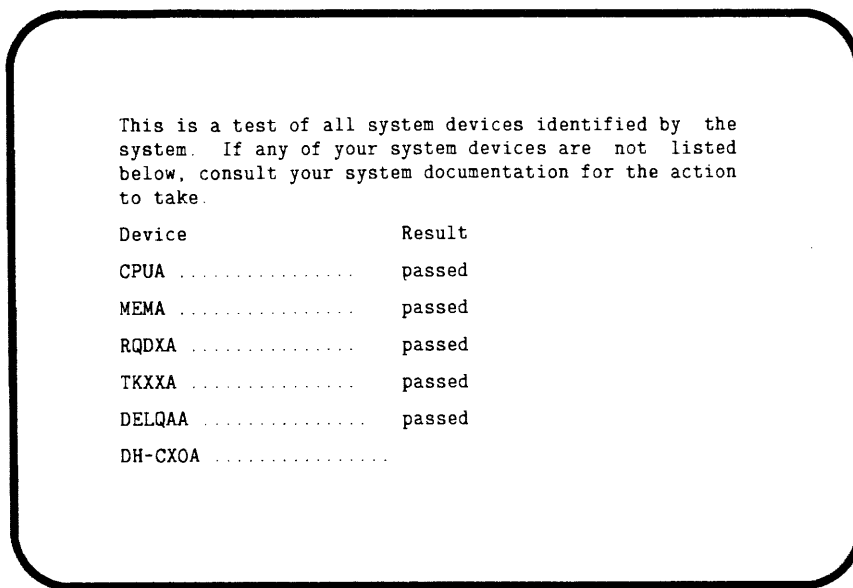 This is a test of all system devices identified by the
system. If any of your system devices are not listed
below, consult your system documentation for the action
to take.
Device Result
CPUA ................ passed
MEMA ................ passed
RQDXA ............... passed
TKXXA ............... passed
DELQAA ............... passed
DH-CXOA ................